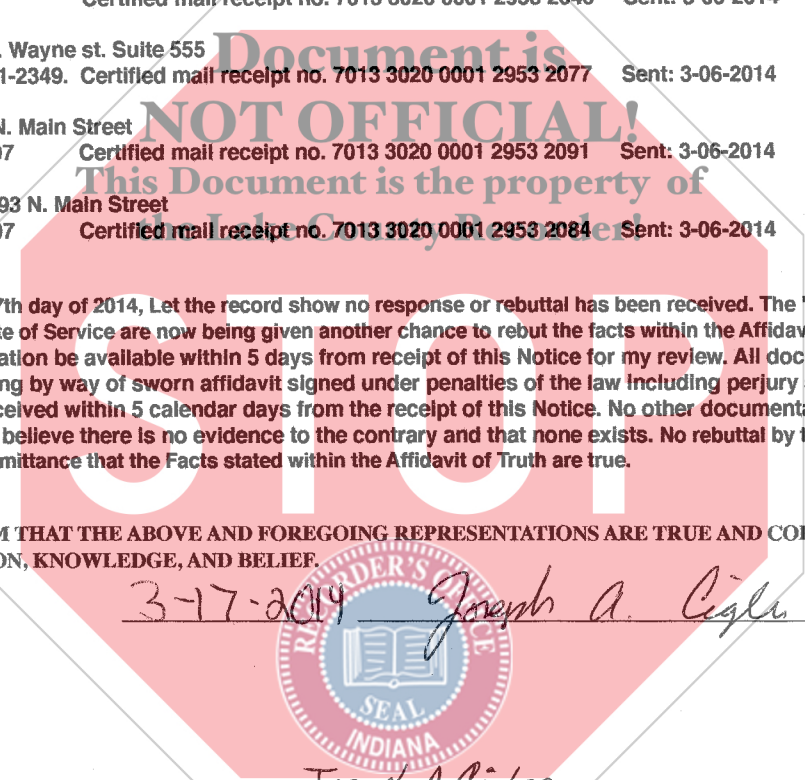 Certified mail receipt no. 7013 3020 0001 2953 Sent: 3-06-2014
. Wayne st. Suite 555
1-2349. Certified mail receipt no. 7013 3020 0001 2953 2077 Sent: 3-06-2014
Document is
NOT OFFICIAL!
N. Main Street
07 Certified mail receipt no. 7013 3020 0001 2953 2091 Sent: 3-06-2014
This Document is the property of
93 N. Main Street
the Lake County Recorder!
07 Certified mail receipt no. 7013 3020 0001 2953 2084 Sent: 3-06-2014
7th day of 2014, Let the record show no response or rebuttal has been received. The
te of Service are now being given another chance to rebut the facts within the Affidav
ation be available within 5 days from receipt of this Notice for my review. All doc
ng by way of sworn affidavit signed under penalties of the law including perjury
ceived within 5 calendar days from the receipt of this Notice. No other documenta
believe there is no evidence to the contrary and that none exists. No rebuttal by t
mittance that the Facts stated within the Affidavit of Truth are true.
STOP
M THAT THE ABOVE AND FOREGOING REPRESENTATIONS ARE TRUE AND COR
ON, KNOWLEDGE, AND BELIEF.
3-17-2014 Joseph A.
RECORDER'S OFFICE
SEAL
INDIANA